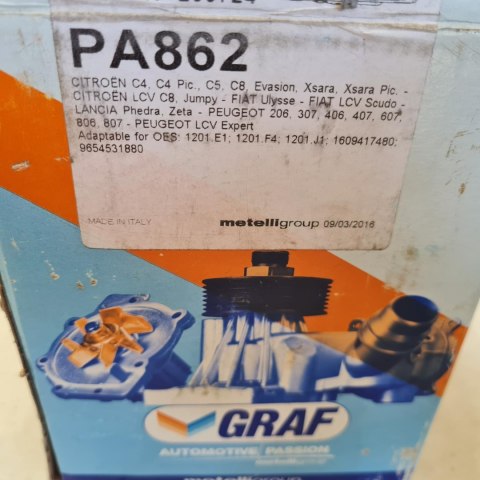 PA862
CITROËN C4, C4 Pic., C5, C8, Evasion, Xsara, Xsara Pic. -
CITROËN LCV C8, Jumpy - FIAT Ulysse - FIAT LCV Scudo -
LANCIA Phedra, Zeta - PEUGEOT 206, 307, 406, 407, 607,
806, 807 - PEUGEOT LCV Expert
Adaptable for OES: 1201.E1; 1201.F4; 1201.J1; 1609417480;
9654531880
MADE IN ITALY metelligroup 09/03/2016
GRAF
AUTOMOTIVE PASSION
metelligroup
metelligroup